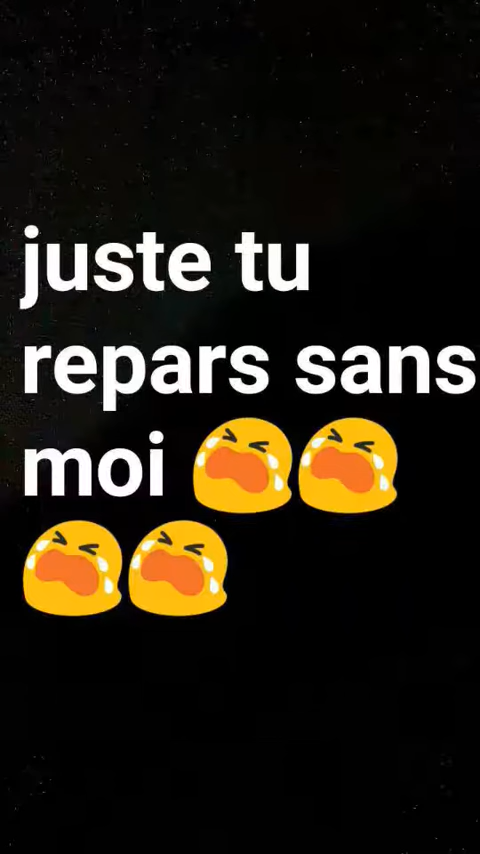 juste tu
repars sans
moi 😭😭
😭😭